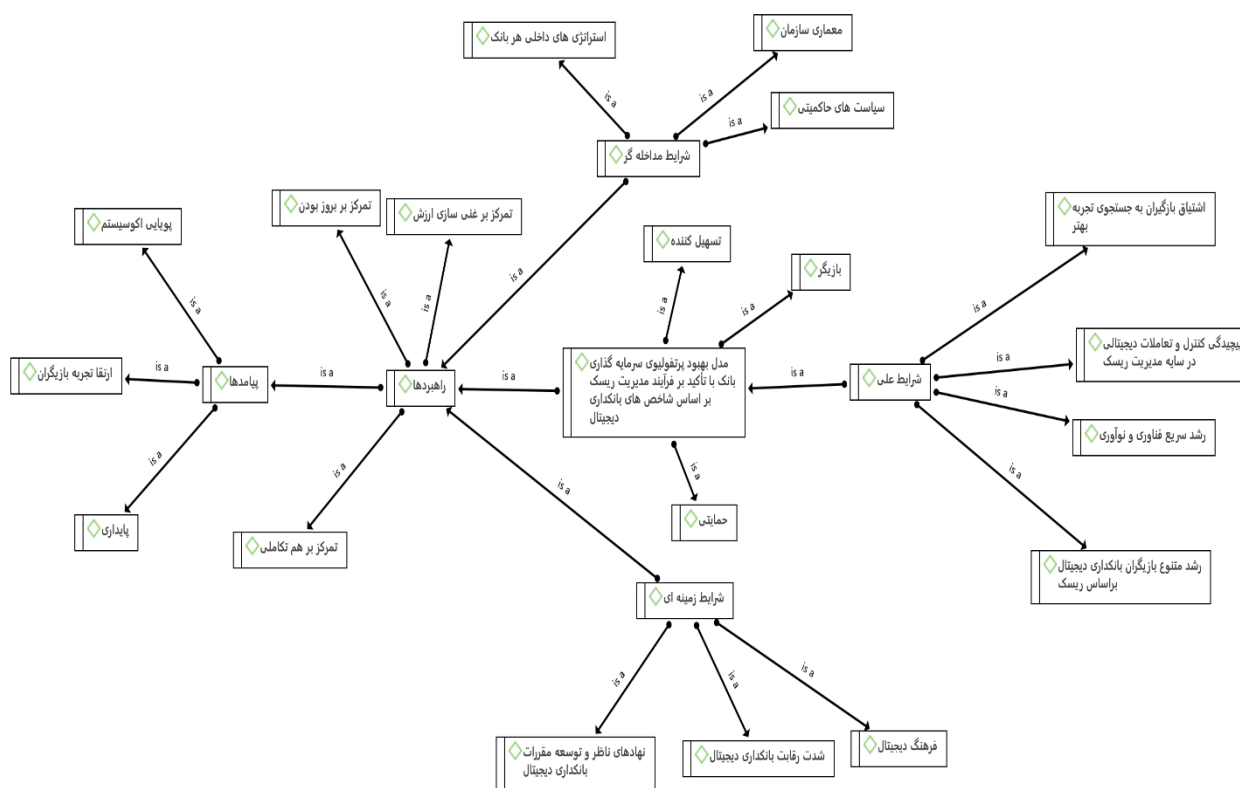 معماری سازمان
استراتژی های داخلی هر بانک
is a
is a
سیاست های حاکمیتی
is a
شرایط مداخله گر
اشتیاق بازگیران به جستجوی تجربه
بهتر
تمرکز بر غنی سازی ارزش
تمرکز بر بروز بودن
پویایی اکوسیستم
تسهیل کننده
بازیگر
is a
is a
is a
is a
is a
is a
is a
is a
پیچیدگی کنترل و تعاملات دیجیتالی
در سایه مدیریت ریسک
is a
شرایط علی
is a
مدل بهبود پرتفولیوی سرمایه گذاری
بانک با تأکید بر فرآیند مدیریت ریسک
بر اساس شاخص های بانکداری
دیجیتال
is a
راهبردها
is a
پیامدها
is a
ارتقا تجربه بازیگران
is a
رشد سریع فناوری و نوآوری
is a
is a
is a
is a
حمایتی
پایداری
تمرکز بر هم تکاملی
is a
رشد متنوع بازیگران بانکداری دیجیتال
براساس ریسک
شرایط زمینه ای
is a
is a
is a
فرهنگ دیجیتال
شدت رقابت بانکداری دیجیتال
نهادهای ناظر و توسعه مقررات
بانکداری دیجیتال